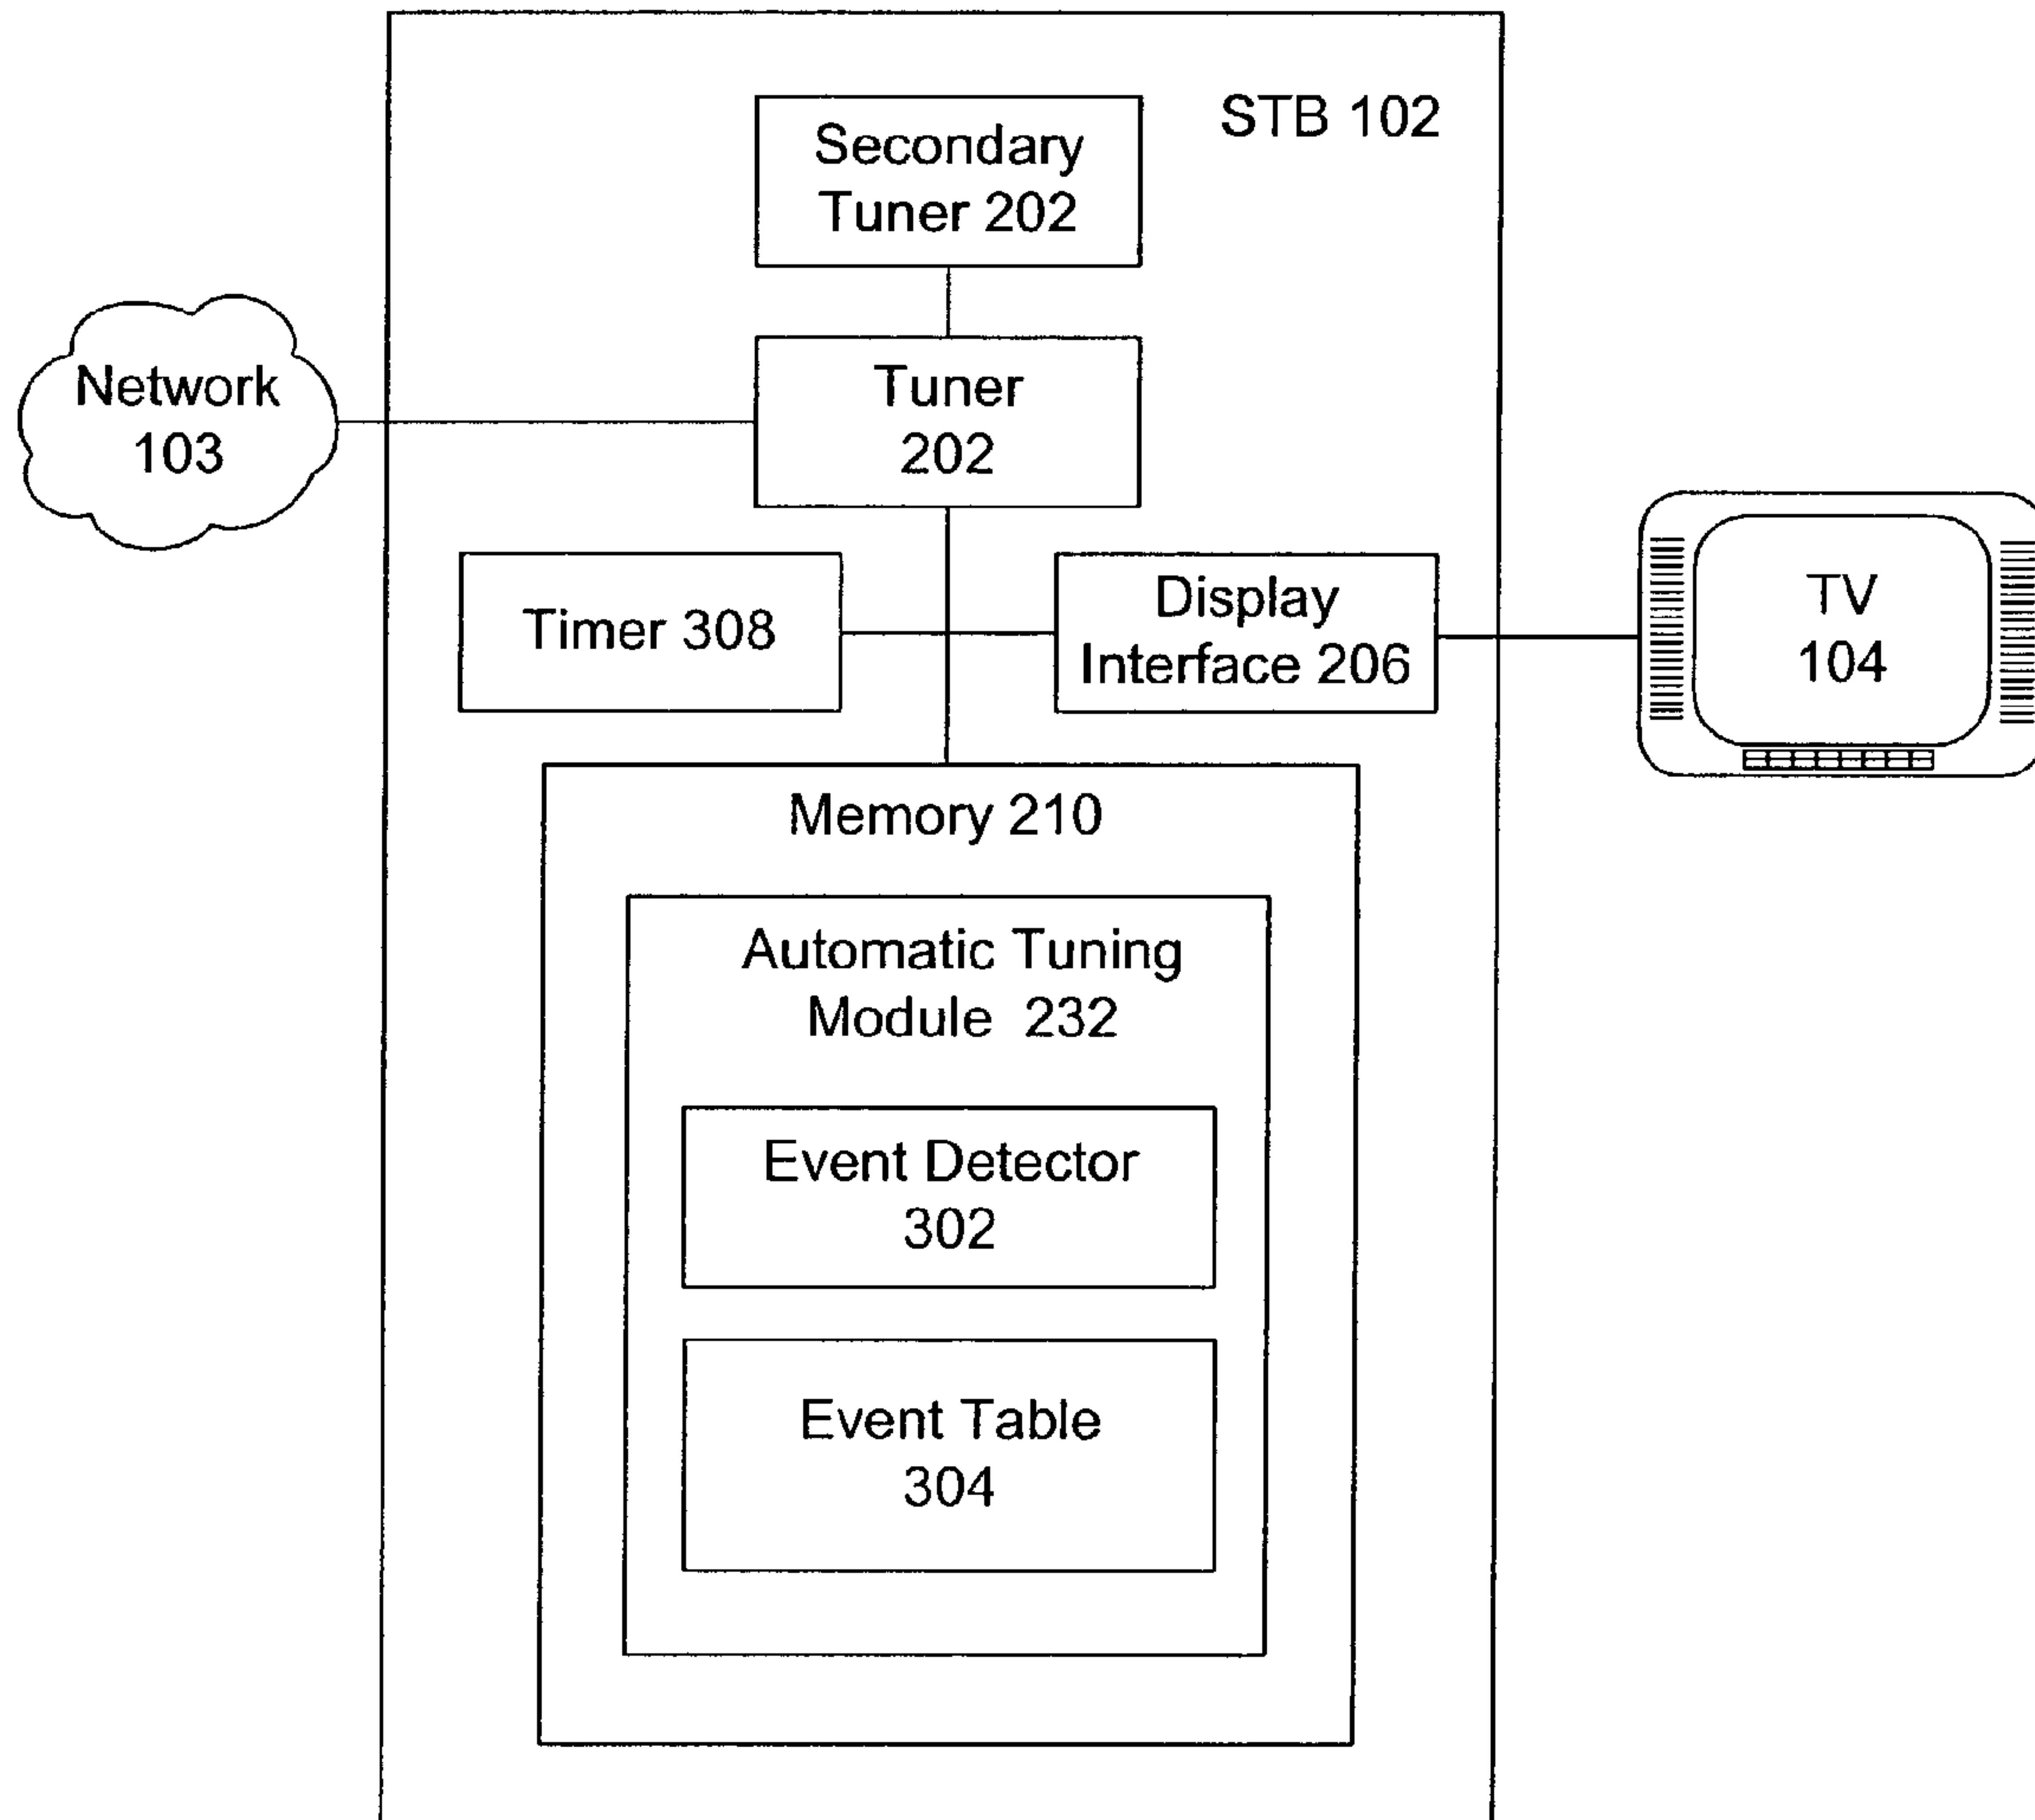 STB 102
Secondary
Tuner 202
Network
103
Tuner
202
Timer 308
Display
Interface 206
TV
104
Memory 210
Automatic Tuning
Module 232
Event Detector
302
Event Table
304